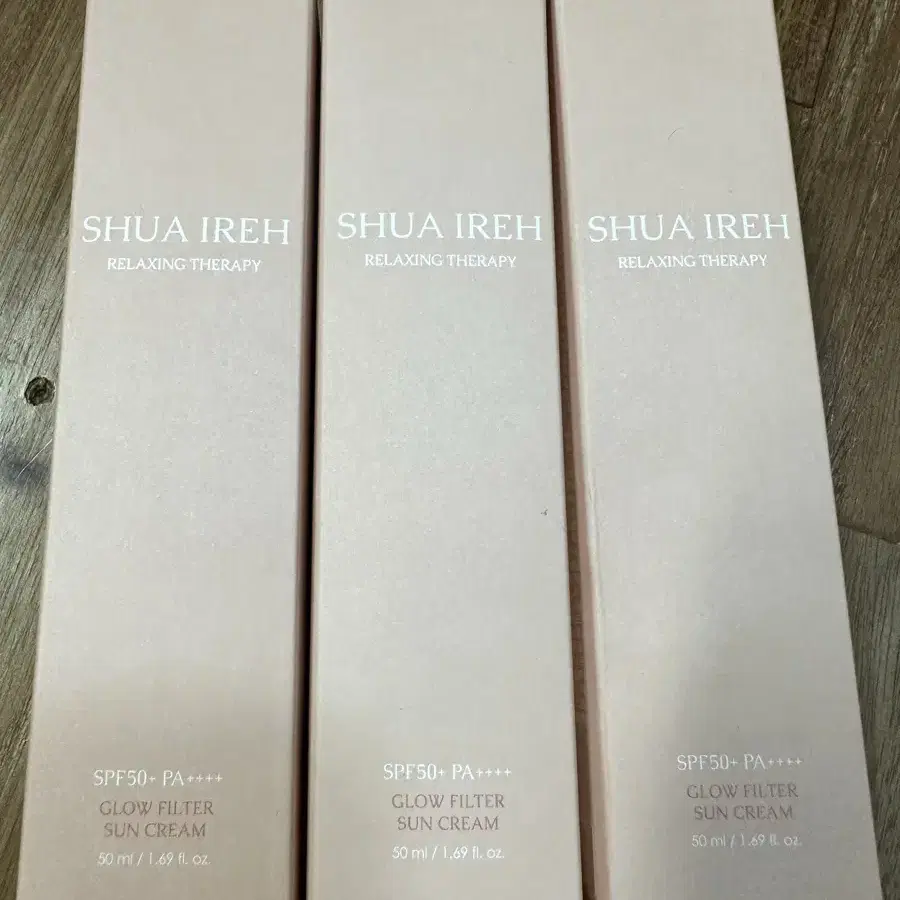 SHUA IREH
RELAXING THERAPY
SPF50+ PA++++
GLOW FILTER
SUN CREAM
50 ml / 1.69 fl. oz.
SHUA IREH
RELAXING THERAPY
SPF50+ PA++++
GLOW FILTER
SUN CREAM
50 ml / 1.69 fl. oz.
SHUA IREH
RELAXING THERAPY
SPF50+ PA++++
GLOW FILTER
SUN CREAM
50 ml / 1.69 fl. oz.